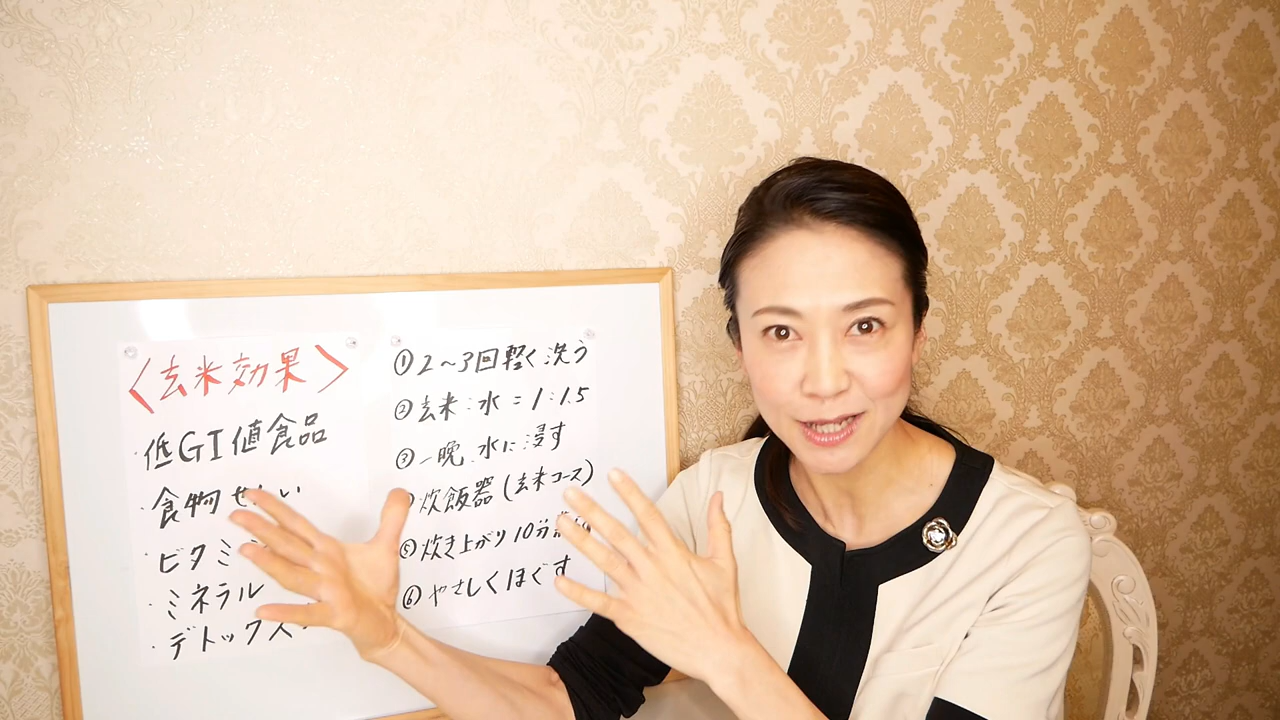 〈玄米効果〉
・低GI値食品
・食物せ い
・ビタミ
・ミネラル
・デトックス
① 2〜3回軽く洗う
② 玄米:水=1:1.5
③ 一晩、水に浸す
炊飯器(玄米コース)
⑤ 炊き上がり10分
⑥ やさしくほぐす